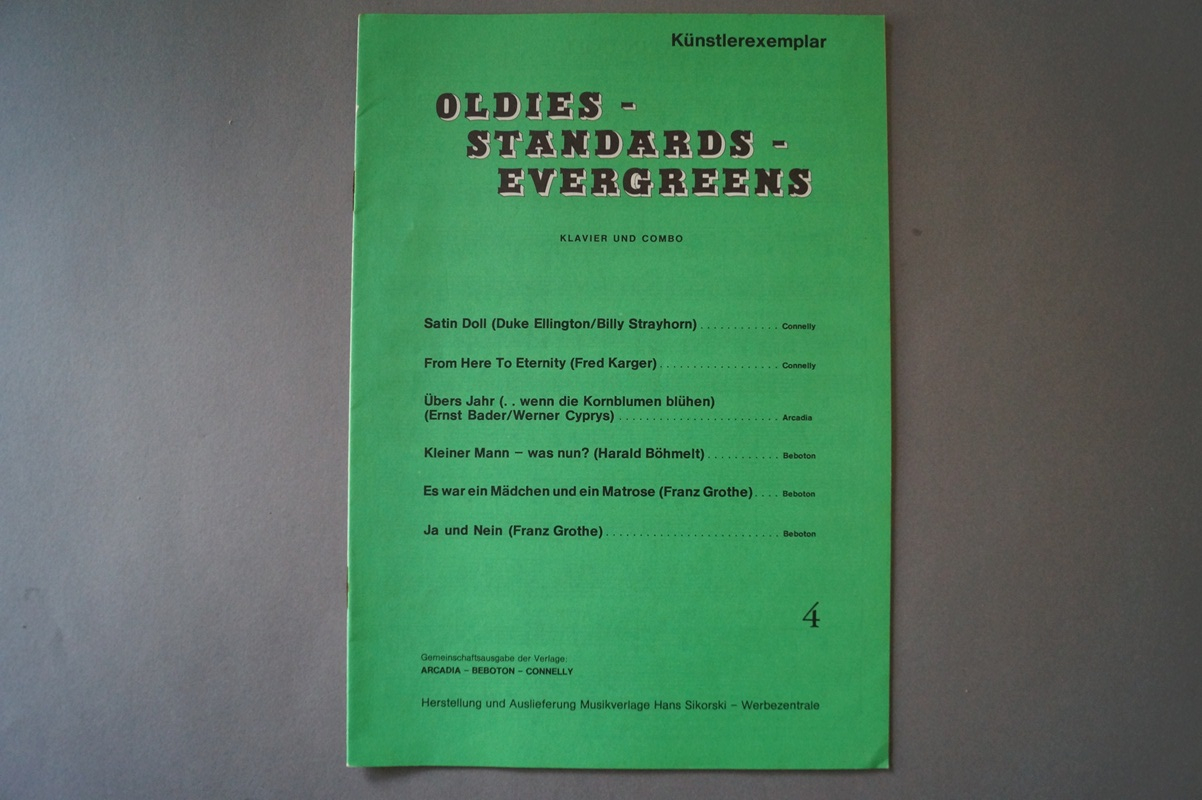 Künstlerexemplar
OLDIES -
STANDARDS -
EVERGREENS
KLAVIER UND COMBO
Satin Doll (Duke Ellington/Billy Strayhorn) . . . . . . . . . . . . Connelly
From Here To Eternity (Fred Karger) . . . . . . . . . . . . . . . . . . Connelly
Übers Jahr (. . wenn die Kornblumen blühen)
(Ernst Bader/Werner Cyprys) . . . . . . . . . . . . . . . . . . . . . . . . Arcadia
Kleiner Mann – was nun? (Harald Böhmelt) . . . . . . . . . . . Beboton
Es war ein Mädchen und ein Matrose (Franz Grothe) . . . . Beboton
Ja und Nein (Franz Grothe) . . . . . . . . . . . . . . . . . . . . . . . . . . Beboton
4
Gemeinschaftsausgabe der Verlage:
ARCADIA – BEBOTON – CONNELLY
Herstellung und Auslieferung Musikverlage Hans Sikorski – Werbezentrale